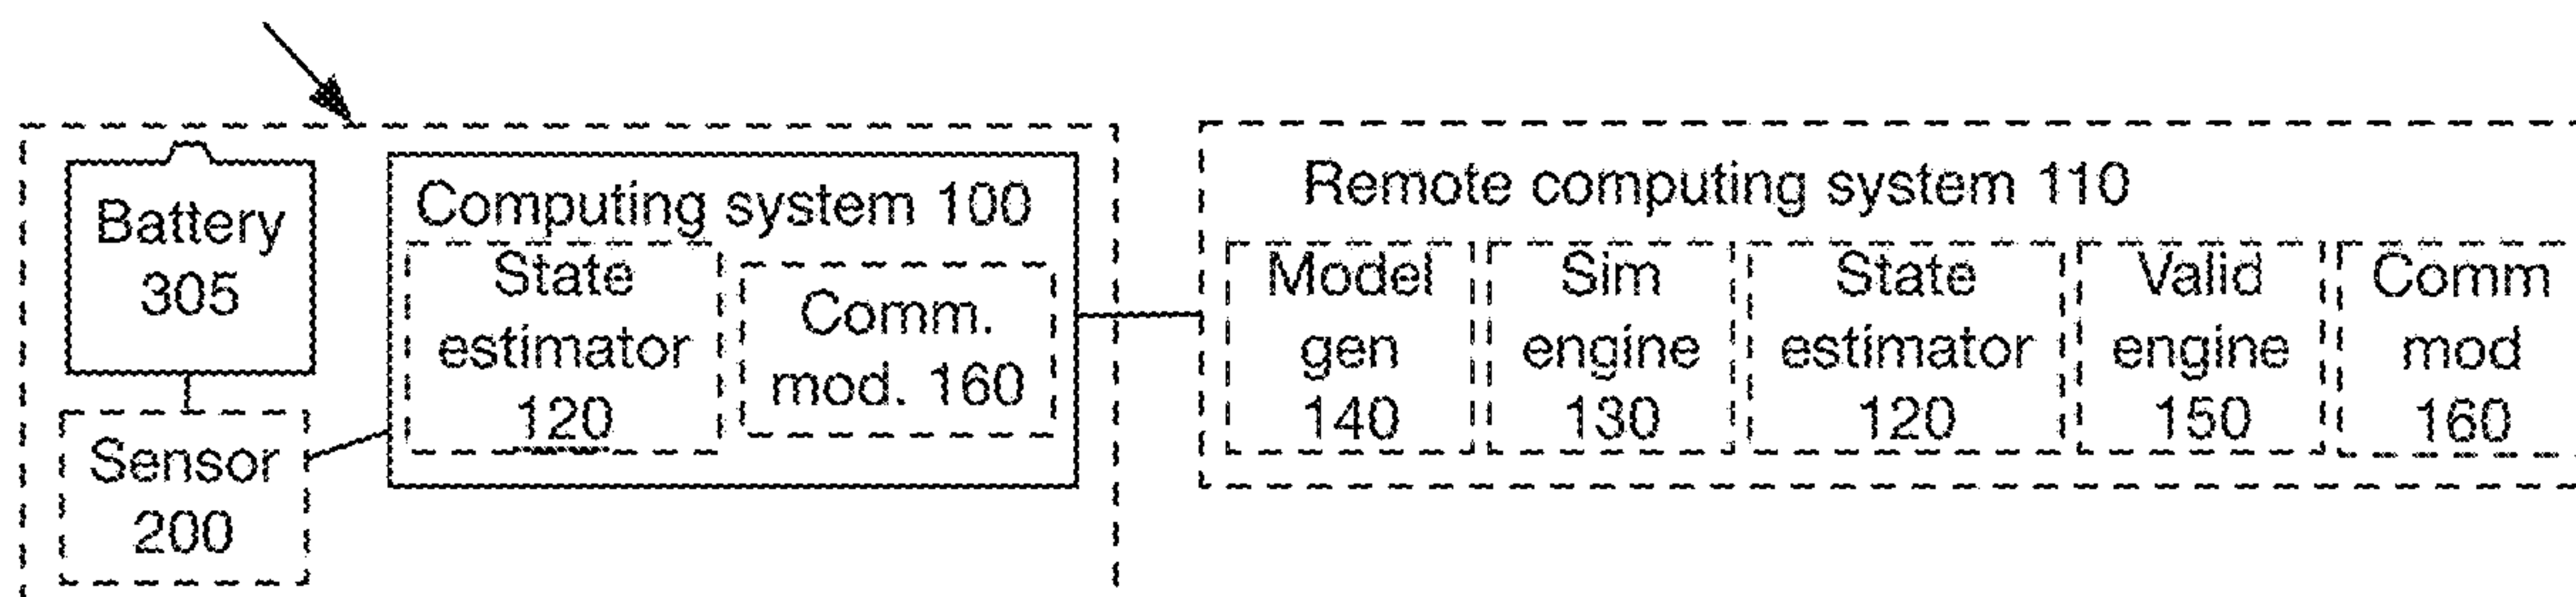 Battery
305
Sensor
200
Computing system 100
State
estimator
120
Comm.
mod. 160
Remote computing system 110
Model
gen
140
Sim
engine
130
State
estimator
120
Valid
engine
150
Comm
mod
160